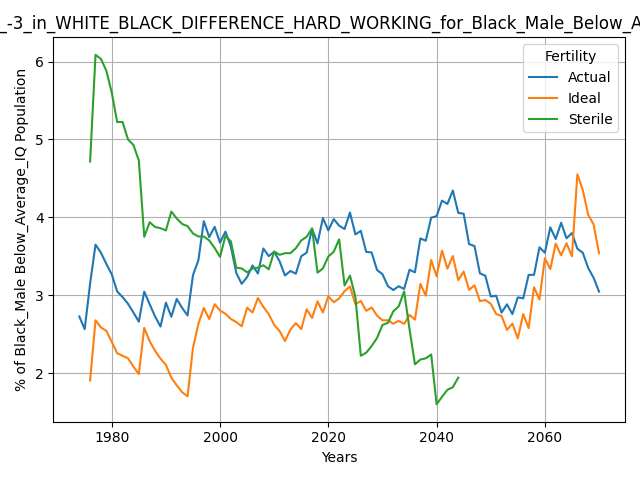 _-3_in_WHITE_BLACK_DIFFERENCE_HARD_WORKING_for_Black_Male_Below_A
Fertility
Actual
Ideal
Sterile
% of Black_Male Below_Average_IQ Population
6
5
4
3
2
1980
2000
2020
2040
2060
Years